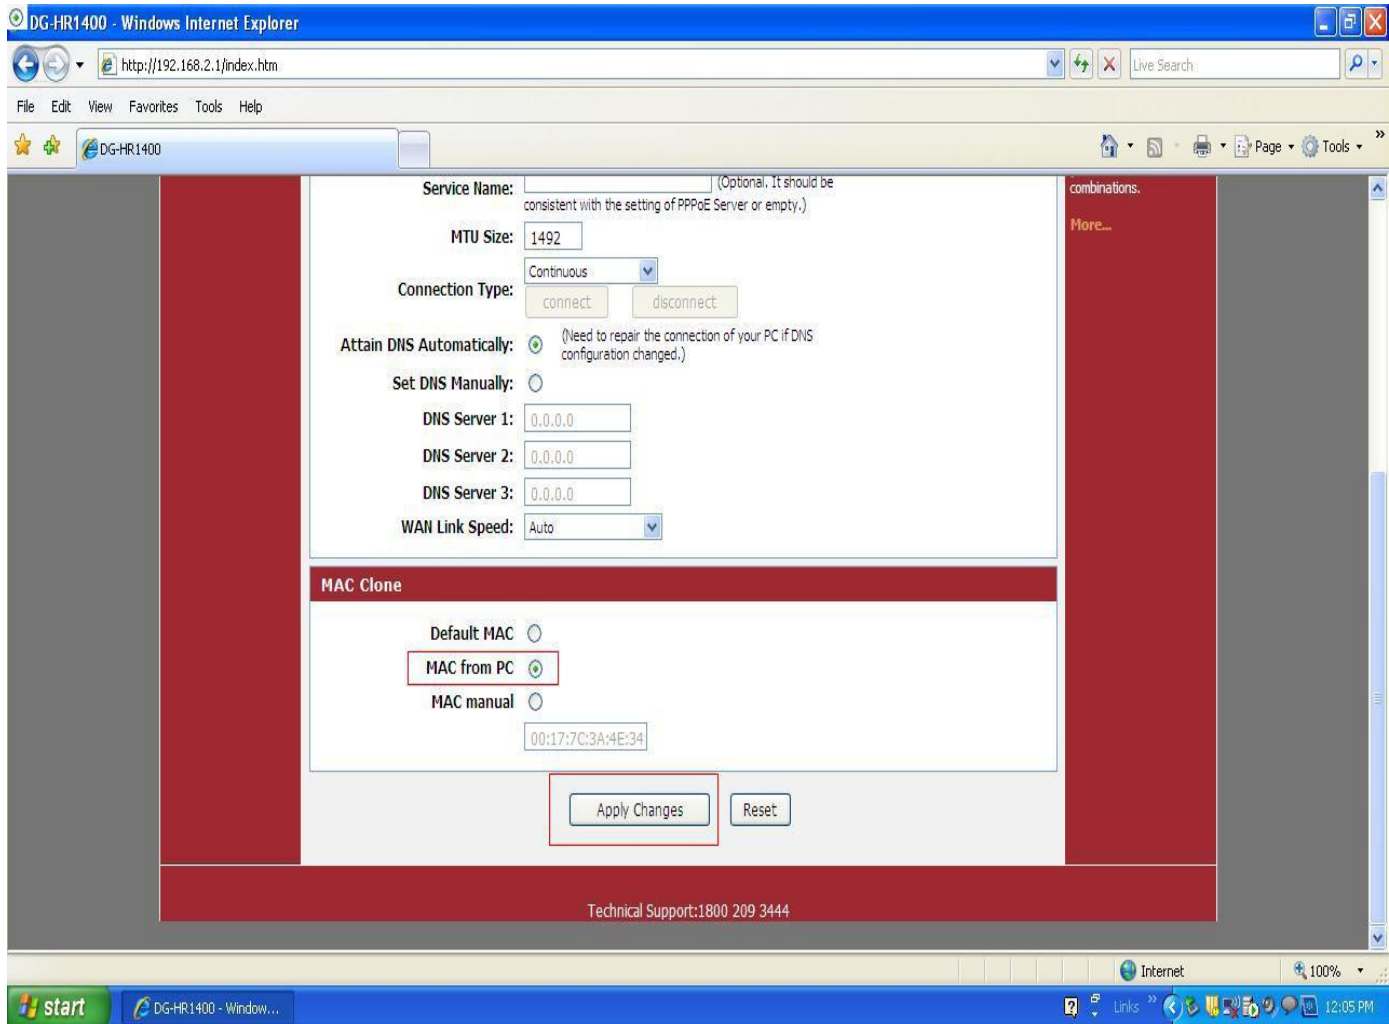 DG-HR1400 - Windows Internet Explorer
http://192.168.2.1/index.htm
Live Search
File Edit View Favorites Tools Help
DG-HR1400
Page Tools
Service Name: (Optional. It should be
consistent with the setting of PPPoE Server or empty.)
MTU Size: 1492
Connection Type: Continuous
connect disconnect
Attain DNS Automatically: (Need to repair the connection of your PC if DNS
configuration changed.)
Set DNS Manually:
DNS Server 1: 0.0.0.0
DNS Server 2: 0.0.0.0
DNS Server 3: 0.0.0.0
WAN Link Speed: Auto
combinations.
More...
MAC Clone
Default MAC
MAC from PC
MAC manual
00:17:7C:3A:4E:34
Apply Changes Reset
Technical Support:1800 209 3444
Internet 100%
start DG-HR1400 - Window... Links 12:05 PM